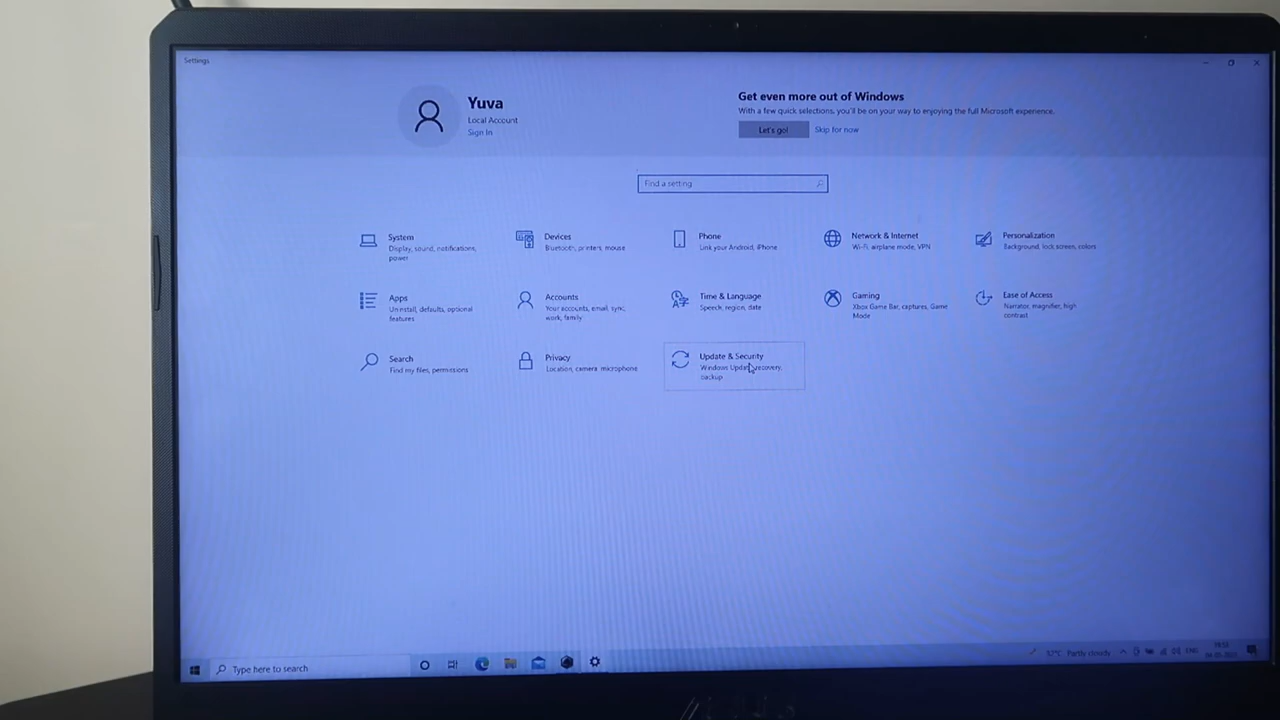 Settings
Yuva
Local Account
Sign In
Get even more out of Windows
With a few quick selections, you'll be on your way to enjoying the full Microsoft experience.
Let's go!
Skip for now
Find a setting
System
Display, sound, notifications,
power
Devices
Bluetooth, printers, mouse
Phone
Link your Android, iPhone
Network & Internet
Wi-Fi, airplane mode, VPN
Personalization
Background, lock screen, colors
Apps
Uninstall, defaults, optional
features
Accounts
Your accounts, email, sync,
work, family
Time & Language
Speech, region, date
Gaming
Xbox Game Bar, captures, Game
Mode
Ease of Access
Narrator, magnifier, high
contrast
Search
Find my files, permissions
Privacy
Location, camera, microphone
Update & Security
Windows Update, recovery,
backup
Type here to search
Partly cloudy
ENG